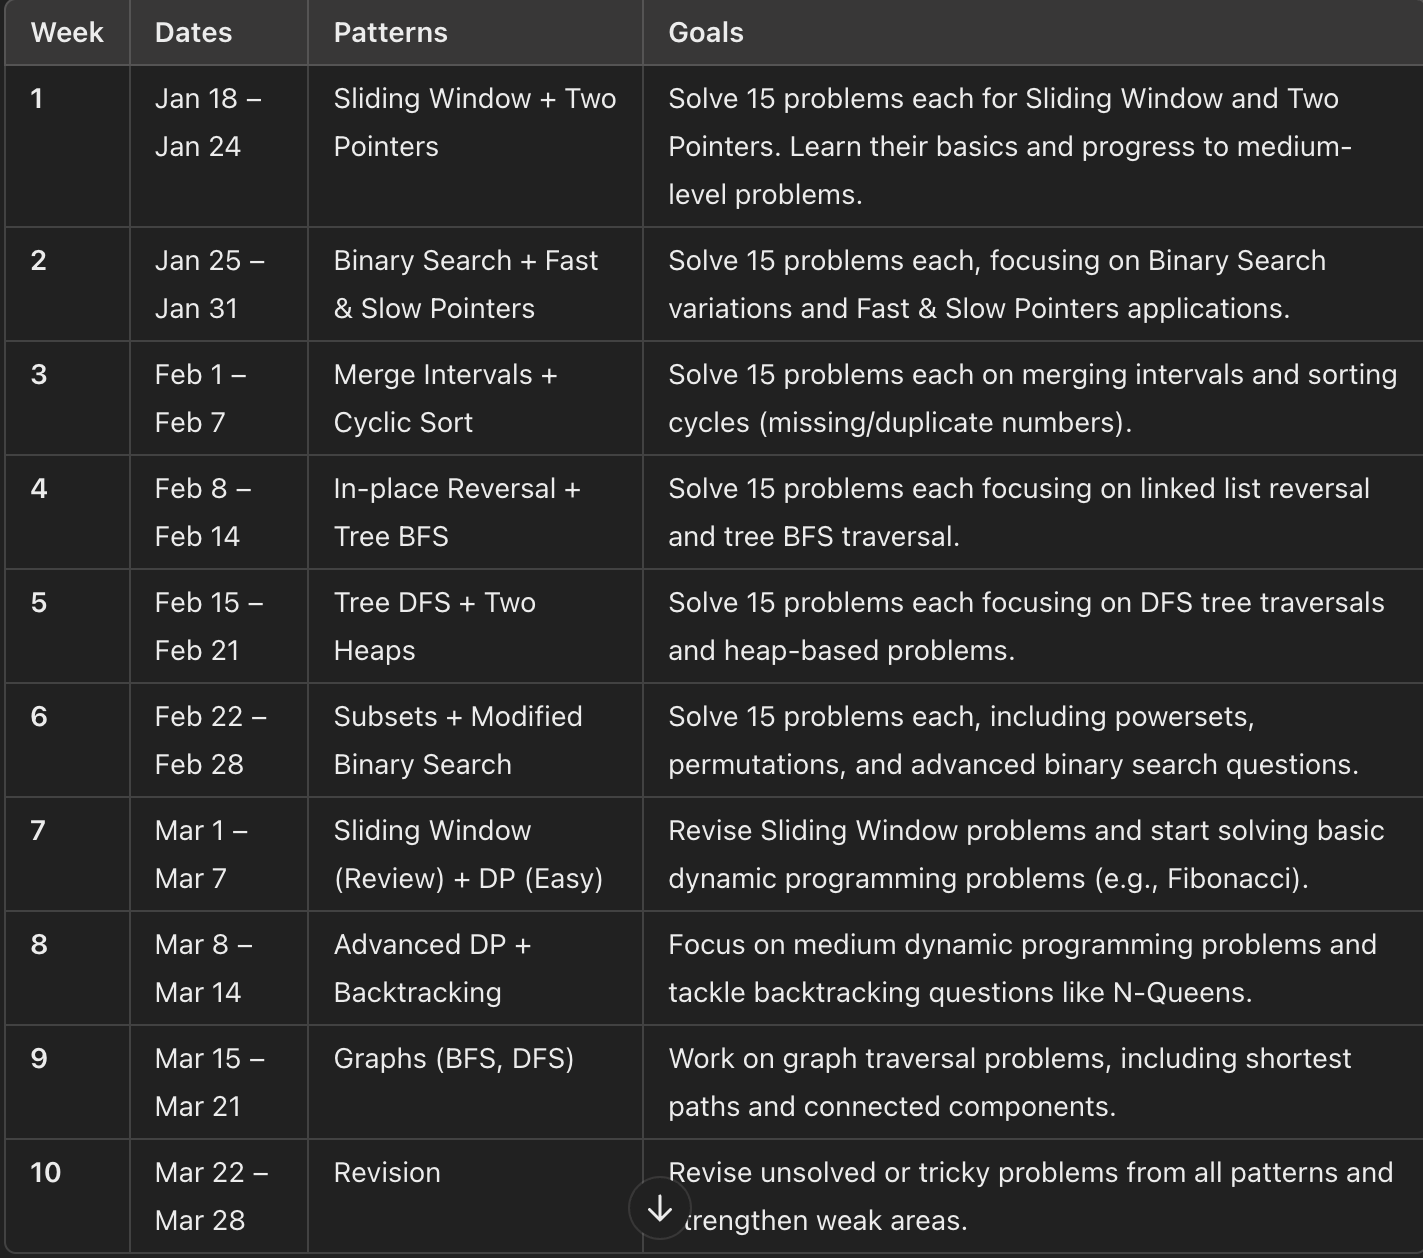 Week Dates Patterns Goals
1 Jan 18 – Sliding Window + Two Solve 15 problems each for Sliding Window and Two
Jan 24 Pointers Pointers. Learn their basics and progress to medium-
level problems.
2 Jan 25 – Binary Search + Fast Solve 15 problems each, focusing on Binary Search
Jan 31 & Slow Pointers variations and Fast & Slow Pointers applications.
3 Feb 1 – Merge Intervals + Solve 15 problems each on merging intervals and sorting
Feb 7 Cyclic Sort cycles (missing/duplicate numbers).
4 Feb 8 – In-place Reversal + Solve 15 problems each focusing on linked list reversal
Feb 14 Tree BFS and tree BFS traversal.
5 Feb 15 – Tree DFS + Two Solve 15 problems each focusing on DFS tree traversals
Feb 21 Heaps and heap-based problems.
6 Feb 22 – Subsets + Modified Solve 15 problems each, including powersets,
Feb 28 Binary Search permutations, and advanced binary search questions.
7 Mar 1 – Sliding Window Revise Sliding Window problems and start solving basic
Mar 7 (Review) + DP (Easy) dynamic programming problems (e.g., Fibonacci).
8 Mar 8 – Advanced DP + Focus on medium dynamic programming problems and
Mar 14 Backtracking tackle backtracking questions like N-Queens.
9 Mar 15 – Graphs (BFS, DFS) Work on graph traversal problems, including shortest
Mar 21 paths and connected components.
10 Mar 22 – Revision Revise unsolved or tricky problems from all patterns and
Mar 28 strengthen weak areas.